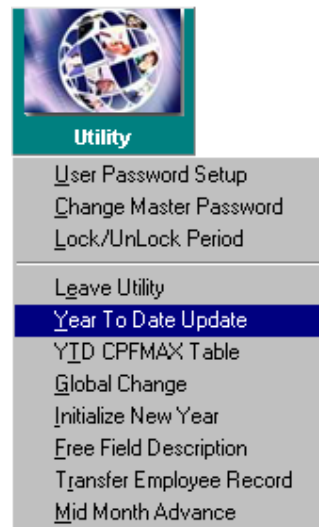 Utility
User Password Setup
Change Master Password
Lock/UnLock Period
Leave Utility
Year To Date Update
YTD CPFMAX Table
Global Change
Initialize New Year
Free Field Description
Transfer Employee Record
Mid Month Advance